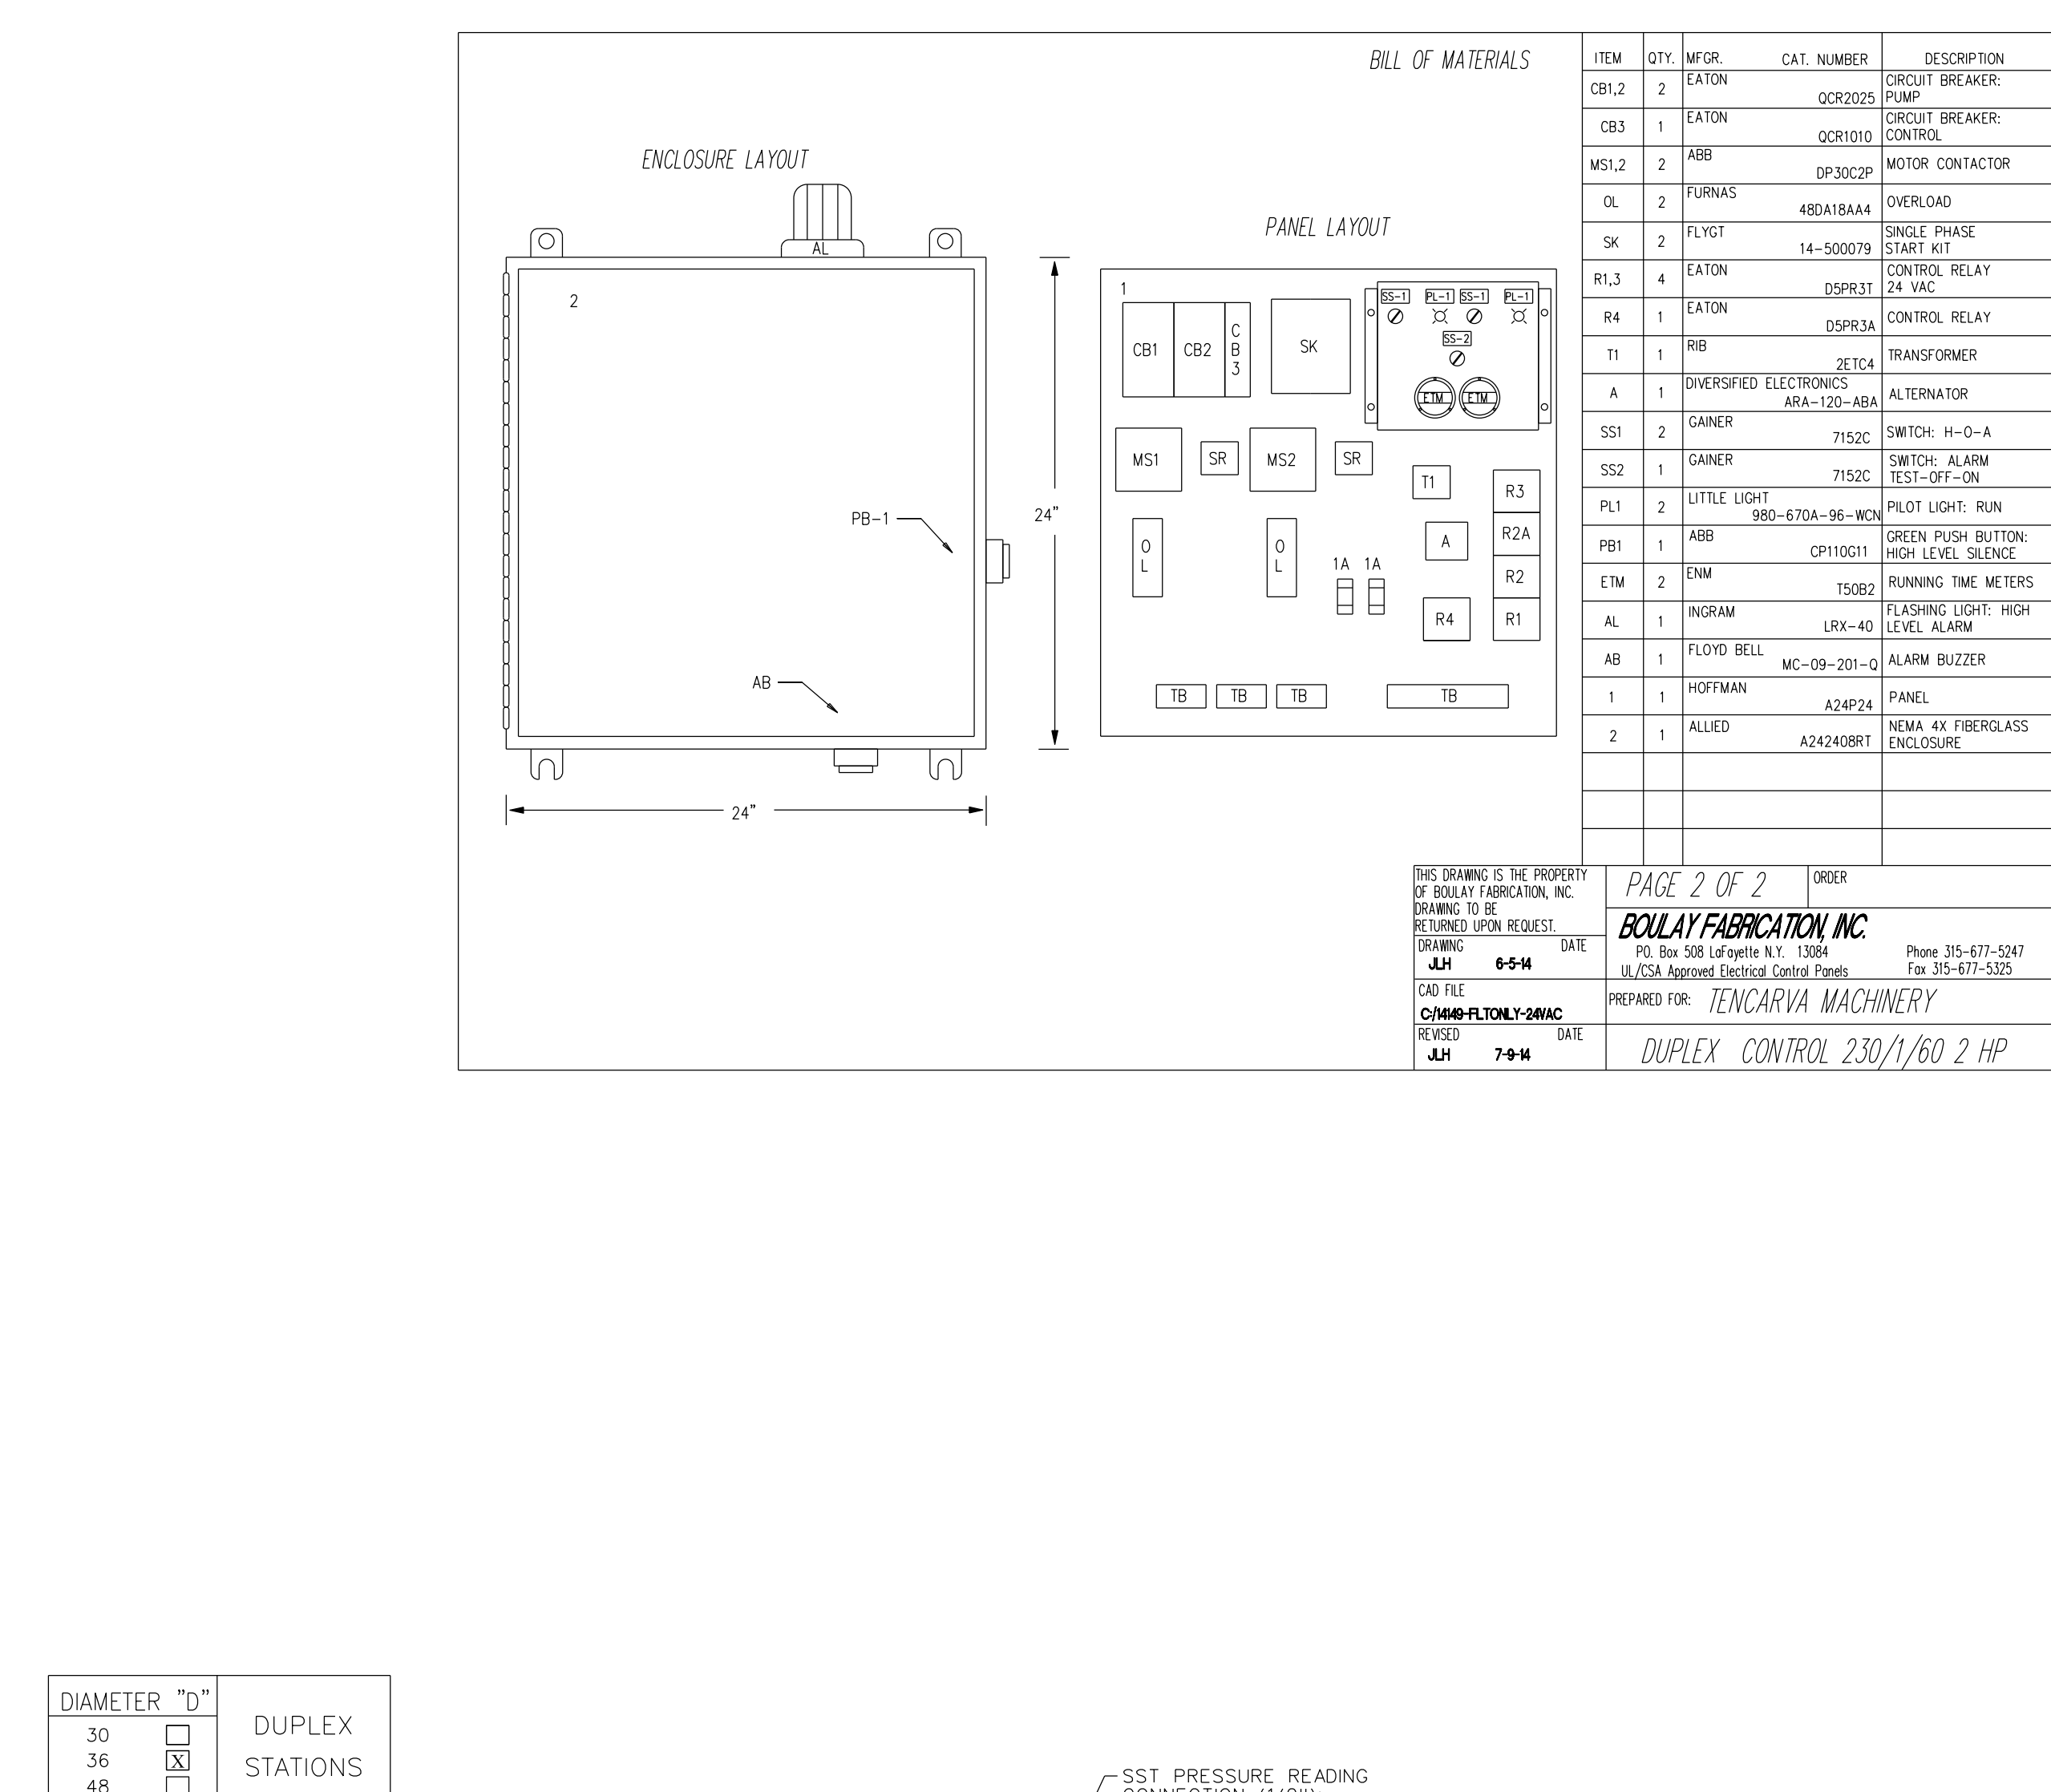 BILL OF MATERIALS
ENCLOSURE LAYOUT
AL
2
PB-1
AB
24"
24"
PANEL LAYOUT
1
CB1 CB2 CB3 SK
SS-1 PL-1 SS-1 PL-1
SS-2
ETM ETM
MS1 SR MS2 SR
T1 R3
OL OL A R2A
1A 1A R2
R4 R1
TB TB TB TB
ITEM QTY. MFGR. CAT. NUMBER DESCRIPTION
CB1,2 2 EATON QCR2025 CIRCUIT BREAKER: PUMP
CB3 1 EATON QCR1010 CIRCUIT BREAKER: CONTROL
MS1,2 2 ABB DP30C2P MOTOR CONTACTOR
OL 2 FURNAS 48DA18AA4 OVERLOAD
SK 2 FLYGT 14-500079 SINGLE PHASE START KIT
R1,3 4 EATON D5PR3T CONTROL RELAY 24 VAC
R4 1 EATON D5PR3A CONTROL RELAY
T1 1 RIB 2ETC4 TRANSFORMER
A 1 DIVERSIFIED ELECTRONICS ARA-120-ABA ALTERNATOR
SS1 2 GAINER 7152C SWITCH: H-O-A
SS2 1 GAINER 7152C SWITCH: ALARM TEST-OFF-ON
PL1 2 LITTLE LIGHT 980-670A-96-WCN PILOT LIGHT: RUN
PB1 1 ABB CP110G11 GREEN PUSH BUTTON: HIGH LEVEL SILENCE
ETM 2 ENM T50B2 RUNNING TIME METERS
AL 1 INGRAM LRX-40 FLASHING LIGHT: HIGH LEVEL ALARM
AB 1 FLOYD BELL MC-09-201-Q ALARM BUZZER
1 1 HOFFMAN A24P24 PANEL
2 1 ALLIED A242408RT NEMA 4X FIBERGLASS ENCLOSURE
THIS DRAWING IS THE PROPERTY
OF BOULAY FABRICATION, INC.
DRAWING TO BE
RETURNED UPON REQUEST.
DRAWING DATE
JLH 6-5-14
CAD FILE
C:/14149-FLTONLY-24VAC
REVISED DATE
JLH 7-9-14
PAGE 2 OF 2 ORDER
BOULAY FABRICATION, INC.
PO. Box 508 LaFayette N.Y. 13084 Phone 315-677-5247
UL/CSA Approved Electrical Control Panels Fax 315-677-5325
PREPARED FOR: TENCARVA MACHINERY
DUPLEX CONTROL 230/1/60 2 HP
DIAMETER "D"
30
36 X
48
DUPLEX
STATIONS
SST PRESSURE READING